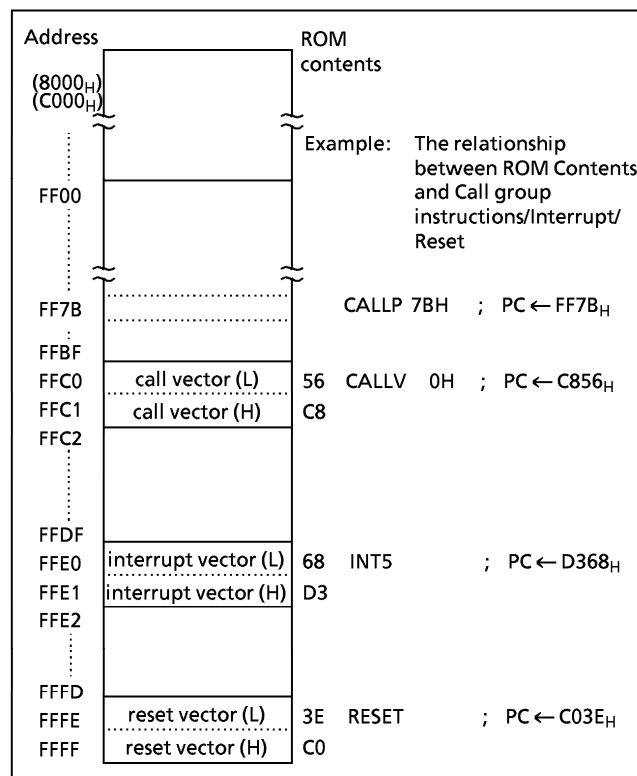 Address ROM
contents
(8000H)
(C000H)
Example: The relationship
between ROM Contents
and Call group
instructions/Interrupt/
Reset
FF00
FF7B CALLP 7BH ; PC ← FF7BH
FFBF
FFC0 call vector (L) 56 CALLV 0H ; PC ← C856H
FFC1 call vector (H) C8
FFC2
FFDF
FFE0 interrupt vector (L) 68 INT5 ; PC ← D368H
FFE1 interrupt vector (H) D3
FFE2
FFFD
FFFE reset vector (L) 3E RESET ; PC ← C03EH
FFFF reset vector (H) C0